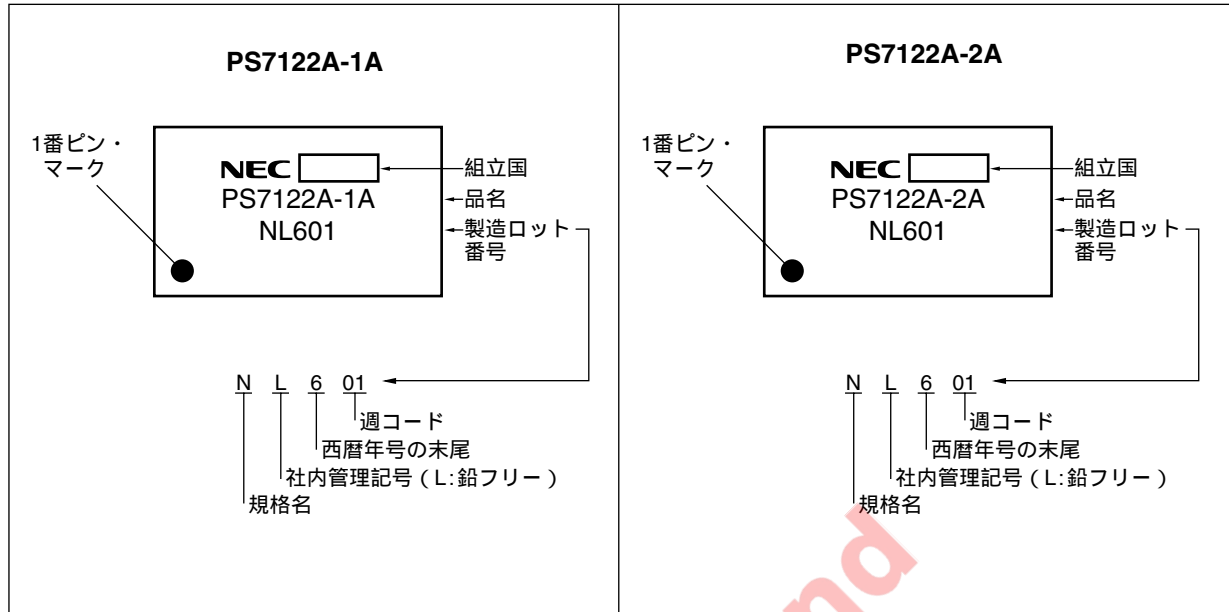 PS7122A-1A
1番ピン・
マーク
NEC
組立国
PS7122A-1A
品名
NL601
製造ロット
番号
N L 6 01
週コード
西暦年号の末尾
社内管理記号（L:鉛フリー）
規格名
PS7122A-2A
1番ピン・
マーク
NEC
組立国
PS7122A-2A
品名
NL601
製造ロット
番号
N L 6 01
週コード
西暦年号の末尾
社内管理記号（L:鉛フリー）
規格名
nd